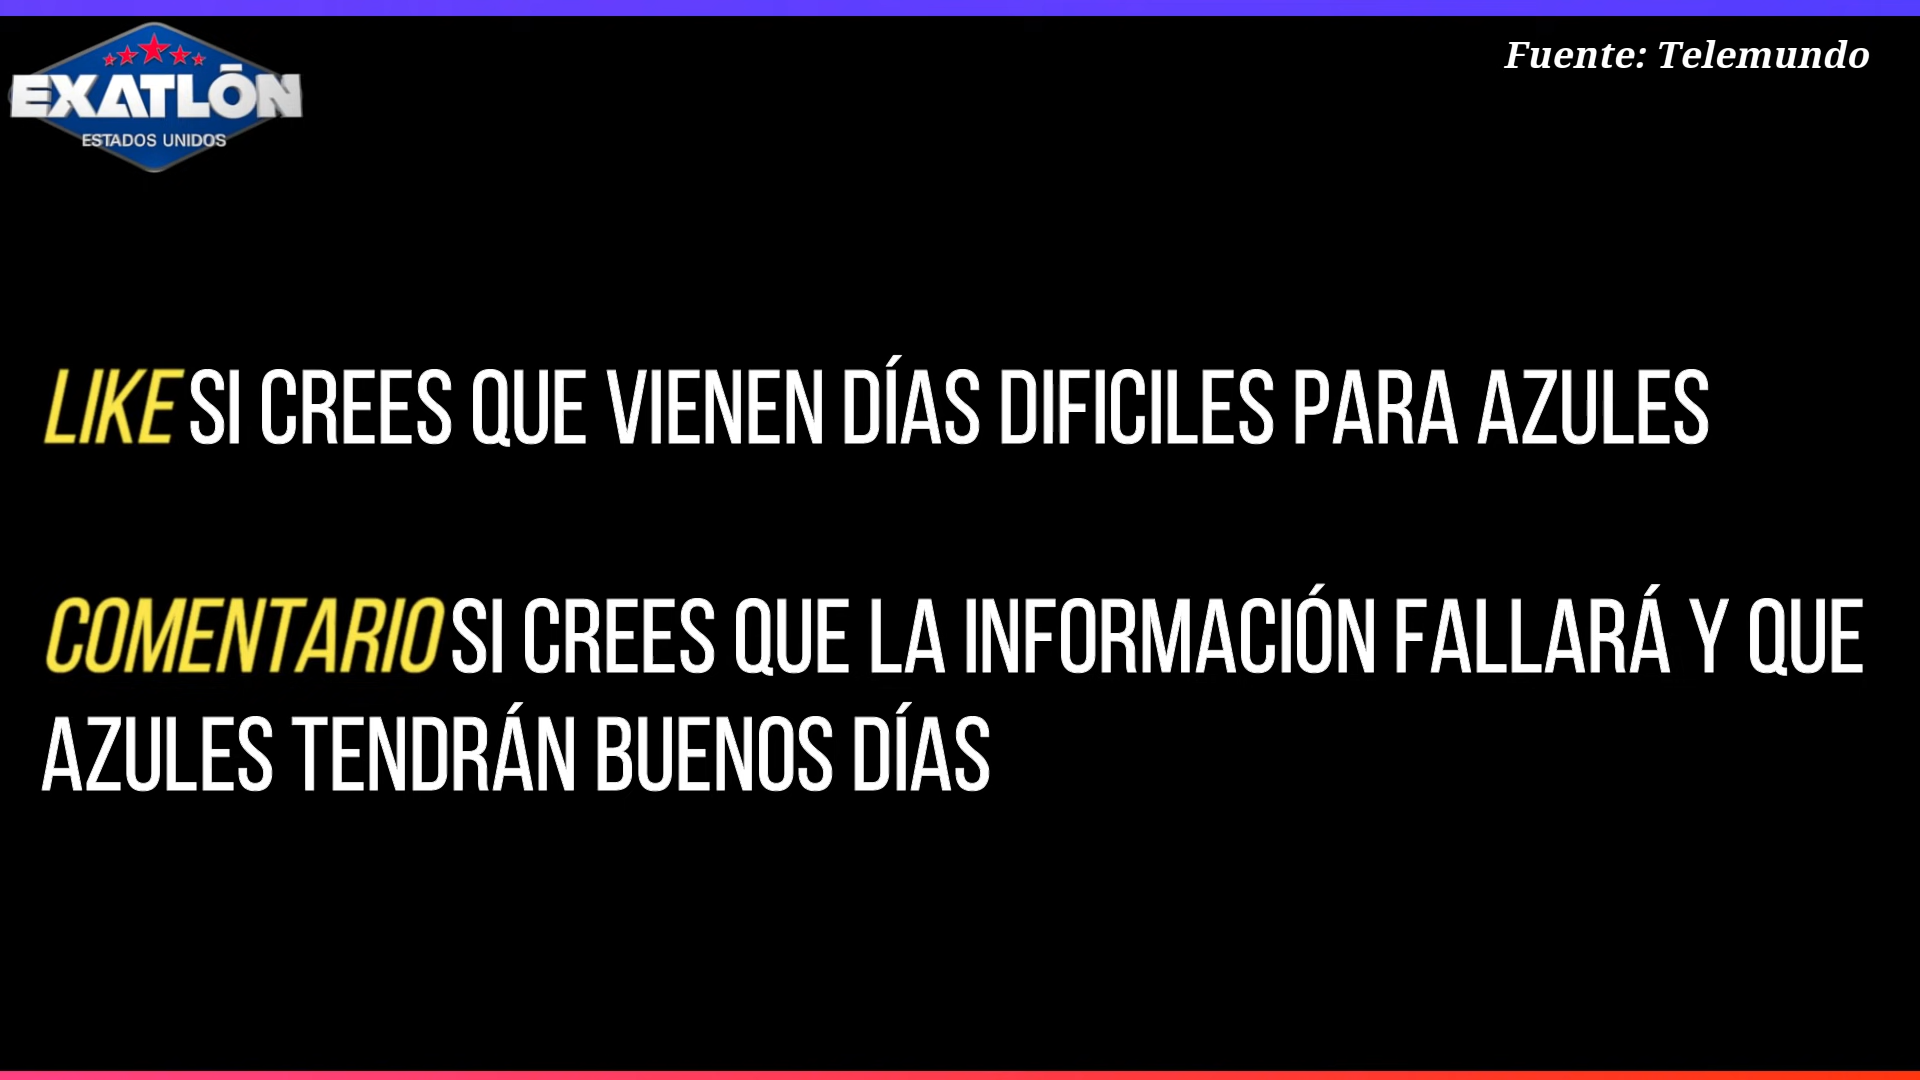 EXATLŌN
ESTADOS UNIDOS
Fuente: Telemundo
LIKE SI CREES QUE VIENEN DÍAS DIFICILES PARA AZULES
COMENTARIO SI CREES QUE LA INFORMACIÓN FALLARÁ Y QUE
AZULES TENDRÁN BUENOS DÍAS